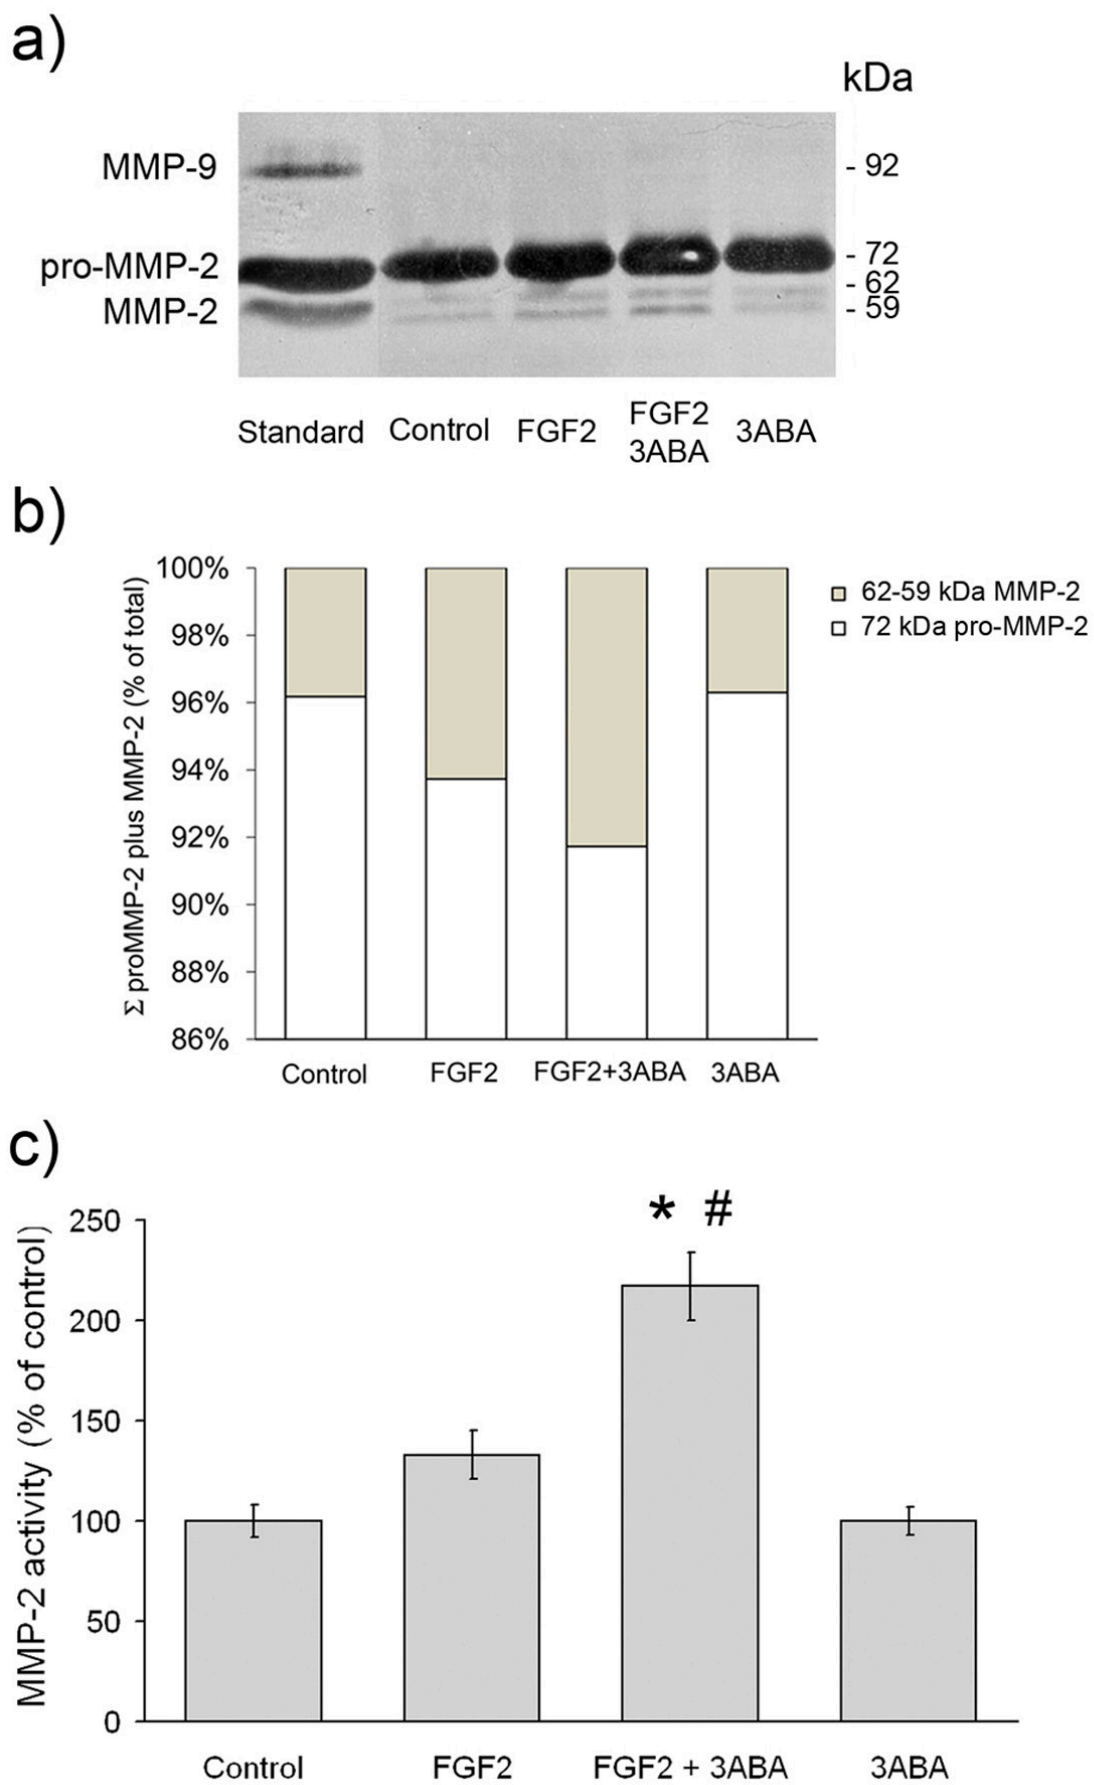 a)
kDa
MMP-9
- 92
pro-MMP-2
- 72
- 62
MMP-2
- 59
Standard
Control
FGF2
FGF2
3ABA
3ABA
b)
Σ proMMP-2 plus MMP-2 (% of total)
100%
98%
96%
94%
92%
90%
88%
86%
62-59 kDa MMP-2
72 kDa pro-MMP-2
Control
FGF2
FGF2+3ABA
3ABA
c)
MMP-2 activity (% of control)
* #
250
200
150
100
50
0
Control
FGF2
FGF2 + 3ABA
3ABA